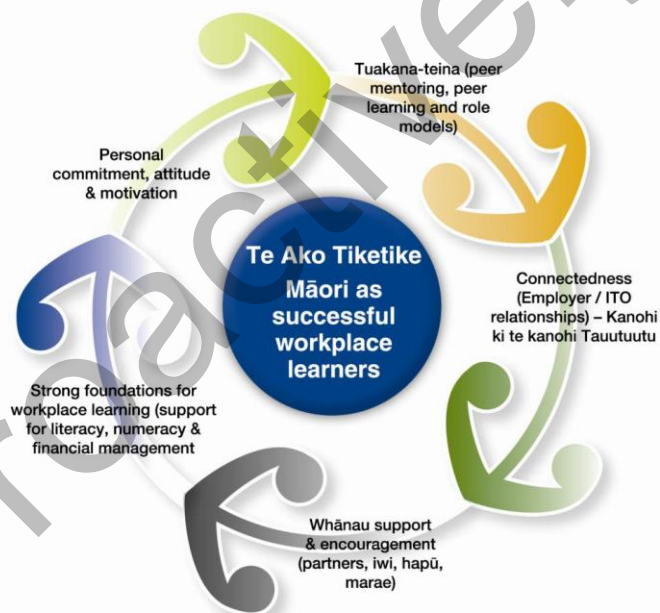 Te Ako Tiketike
Māori as
successful
workplace
learners
Tuakana-teina (peer
mentoring, peer
learning and role
models)
Connectedness
(Employer / ITO
relationships) – Kanohi
ki te kanohi Tauutuutu
Whānau support
& encouragement
(partners, iwi, hapū,
marae)
Strong foundations for
workplace learning (support
for literacy, numeracy &
financial management
Personal
commitment, attitude
& motivation